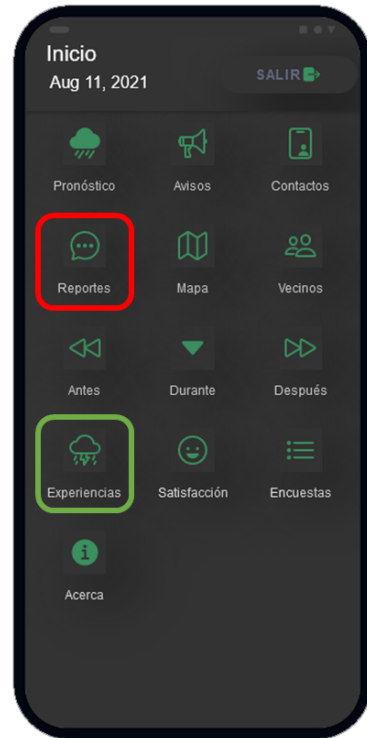 Inicio
Aug 11, 2021
SALIR
Pronóstico Avisos Contactos
Reportes Mapa Vecinos
Antes Durante Después
Experiencias Satisfacción Encuestas
Acerca